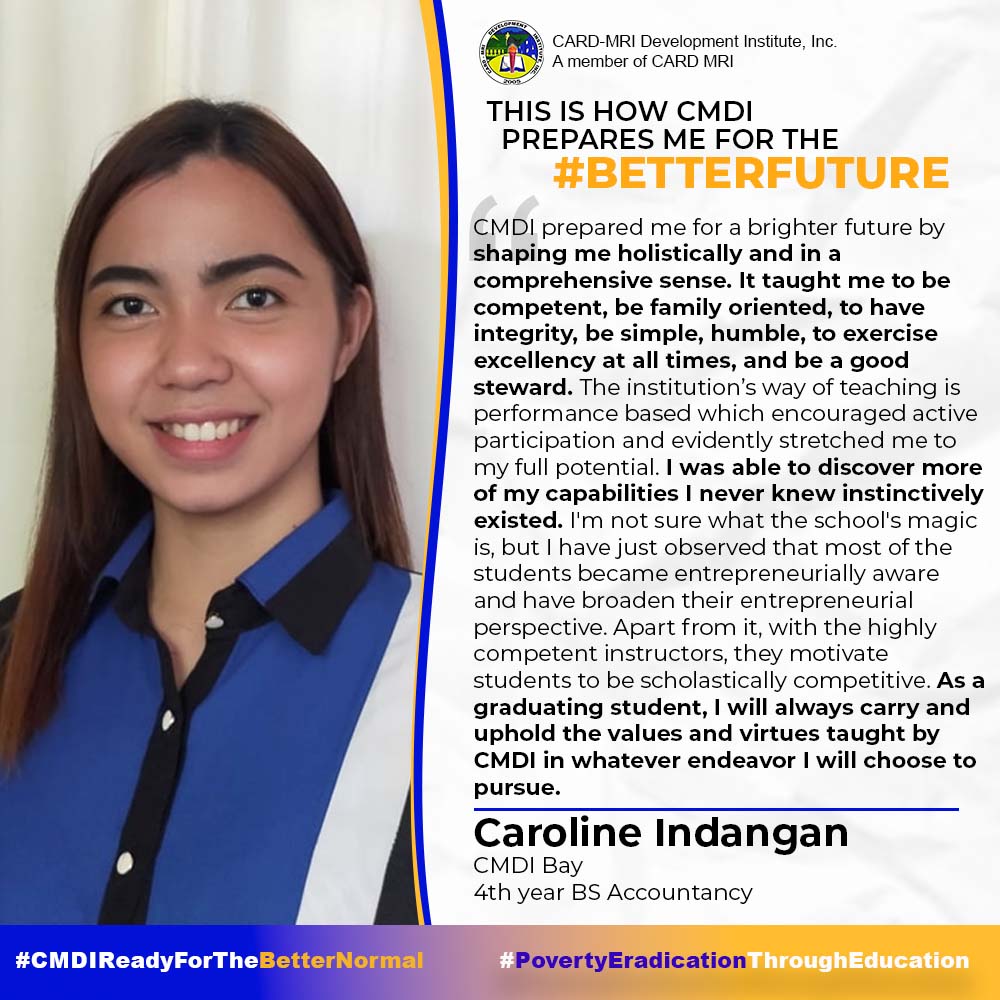 CARD MRI DEVELOPMENT INSTITUTE, INC.
2005
CARD-MRI Development Institute, Inc.
A member of CARD MRI
THIS IS HOW CMDI
PREPARES ME FOR THE
#BETTERFUTURE
“
CMDI prepared me for a brighter future by
shaping me holistically and in a
comprehensive sense. It taught me to be
competent, be family oriented, to have
integrity, be simple, humble, to exercise
excellency at all times, and be a good
steward. The institution’s way of teaching is
performance based which encouraged active
participation and evidently stretched me to
my full potential. I was able to discover more
of my capabilities I never knew instinctively
existed. I'm not sure what the school's magic
is, but I have just observed that most of the
students became entrepreneurially aware
and have broaden their entrepreneurial
perspective. Apart from it, with the highly
competent instructors, they motivate
students to be scholastically competitive. As a
graduating student, I will always carry and
uphold the values and virtues taught by
CMDI in whatever endeavor I will choose to
pursue.
Caroline Indangan
CMDI Bay
4th year BS Accountancy
#CMDIReadyForTheBetterNormal
#PovertyEradicationThroughEducation